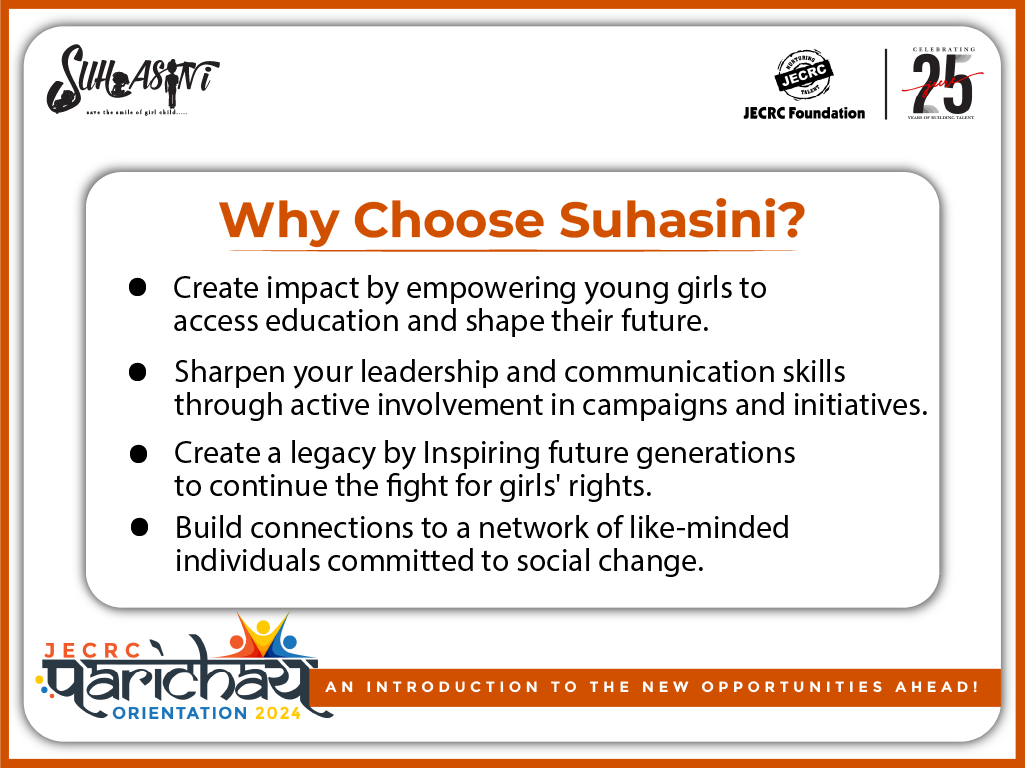 SUHASINI
save the smile of girl child.....
NURTURING
JECRC
TALENT
JECRC Foundation
CELEBRATING
25
years
YEARS OF BUILDING TALENT
Why Choose Suhasini?
● Create impact by empowering young girls to
access education and shape their future.
● Sharpen your leadership and communication skills
through active involvement in campaigns and initiatives.
● Create a legacy by Inspiring future generations
to continue the fight for girls' rights.
● Build connections to a network of like-minded
individuals committed to social change.
JECRC
parichay
ORIENTATION 2024
AN INTRODUCTION TO THE NEW OPPORTUNITIES AHEAD!